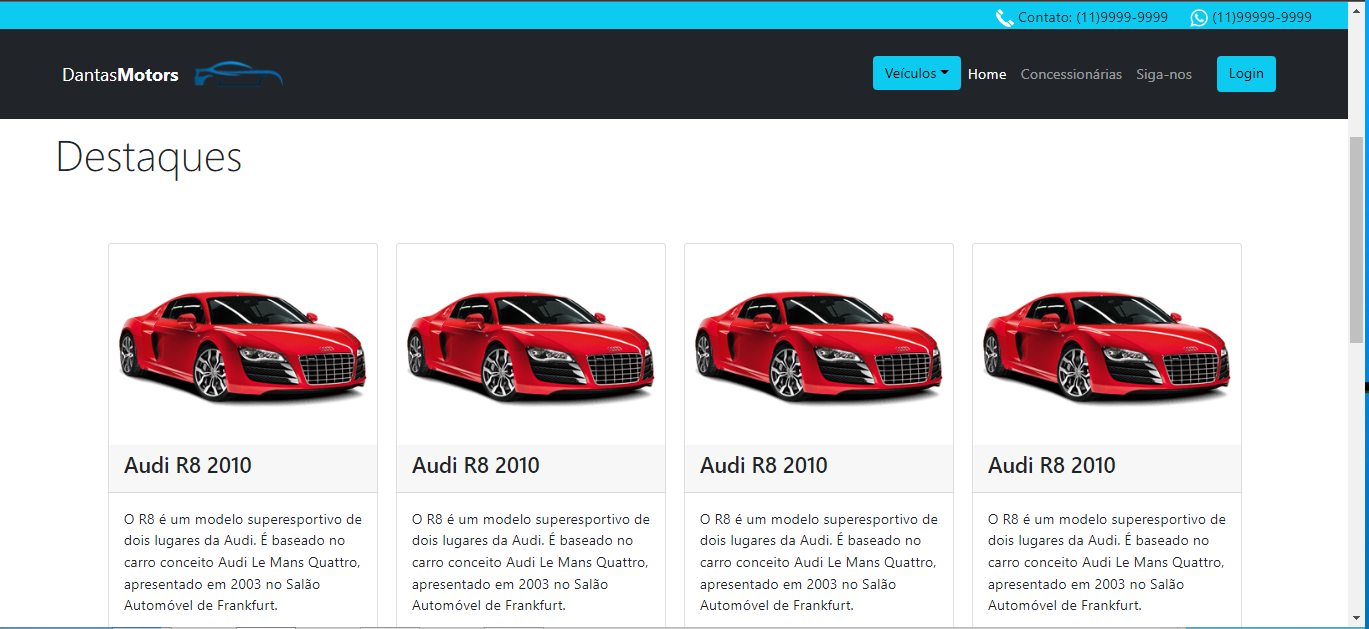 Contato: (11)9999-9999 (11)99999-9999
DantasMotors Veículos Home Concessionárias Siga-nos Login
Destaques
Audi R8 2010
O R8 é um modelo superesportivo de
dois lugares da Audi. É baseado no
carro conceito Audi Le Mans Quattro,
apresentado em 2003 no Salão
Automóvel de Frankfurt.
Audi R8 2010
O R8 é um modelo superesportivo de
dois lugares da Audi. É baseado no
carro conceito Audi Le Mans Quattro,
apresentado em 2003 no Salão
Automóvel de Frankfurt.
Audi R8 2010
O R8 é um modelo superesportivo de
dois lugares da Audi. É baseado no
carro conceito Audi Le Mans Quattro,
apresentado em 2003 no Salão
Automóvel de Frankfurt.
Audi R8 2010
O R8 é um modelo superesportivo de
dois lugares da Audi. É baseado no
carro conceito Audi Le Mans Quattro,
apresentado em 2003 no Salão
Automóvel de Frankfurt.